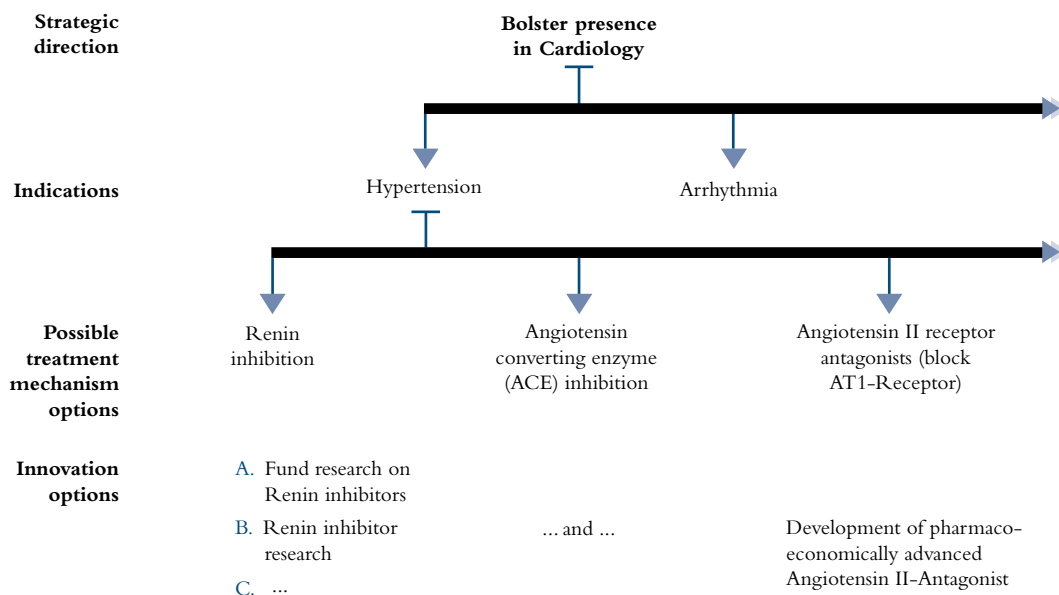 Strategic
direction
Bolster presence
in Cardiology
Indications
Hypertension
Arrhythmia
Possible
treatment
mechanism
options
Renin
inhibition
Angiotensin
converting enzyme
(ACE) inhibition
Angiotensin II receptor
antagonists (block
AT1-Receptor)
Innovation
options
A. Fund research on
Renin inhibitors
B. Renin inhibitor
research
C. ...
... and ...
Development of pharmaco-
economically advanced
Angiotensin II-Antagonist